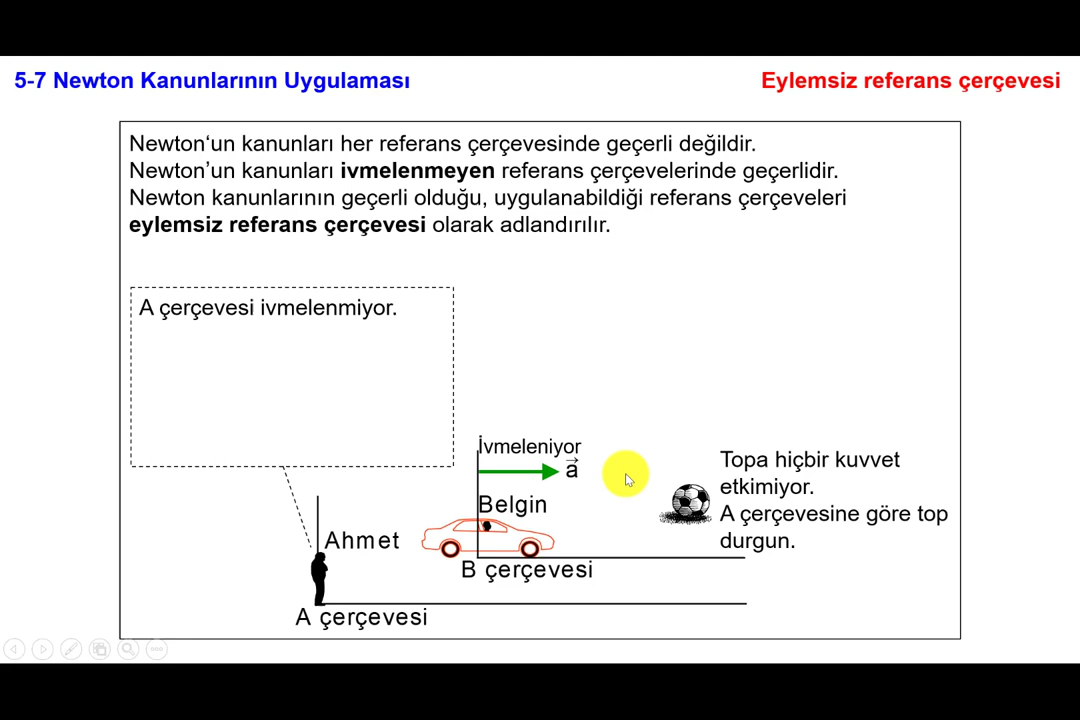 5-7 Newton Kanunlarının Uygulaması
Eylemsiz referans çerçevesi
Newton‘un kanunları her referans çerçevesinde geçerli değildir.
Newton’un kanunları ivmelenmeyen referans çerçevelerinde geçerlidir.
Newton kanunlarının geçerli olduğu, uygulanabildiği referans çerçeveleri
eylemsiz referans çerçevesi olarak adlandırılır.
A çerçevesi ivmelenmiyor.
İvmeleniyor
a
Belgin
Ahmet
B çerçevesi
A çerçevesi
Topa hiçbir kuvvet
etkimiyor.
A çerçevesine göre top
durgun.